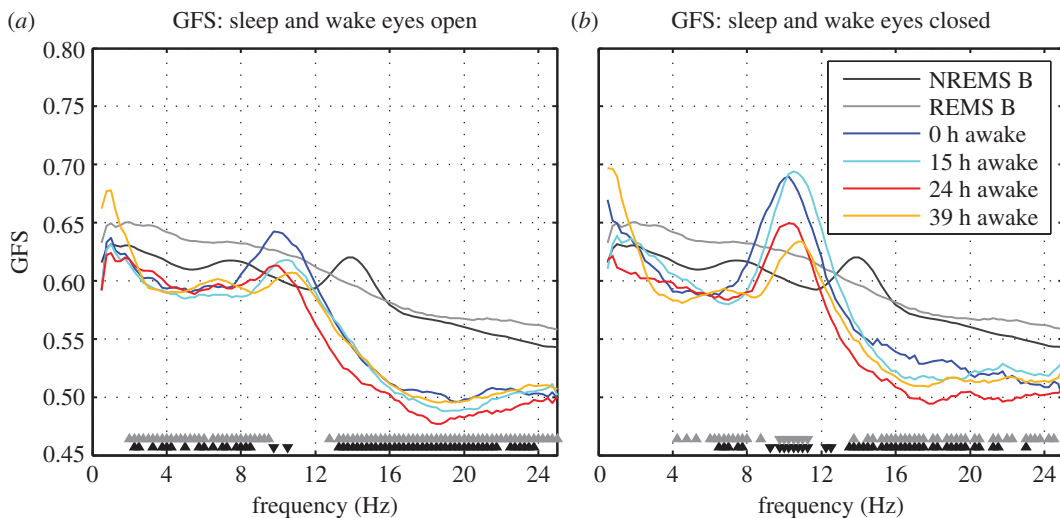 (a) GFS: sleep and wake eyes open
0.80
0.75
0.70
0.65
0.60
0.55
0.50
0.45
GFS
0 4 8 12 16 20 24
frequency (Hz)
(b) GFS: sleep and wake eyes closed
NREMS B
REMS B
0 h awake
15 h awake
24 h awake
39 h awake
4 8 12 16 20 24
frequency (Hz)